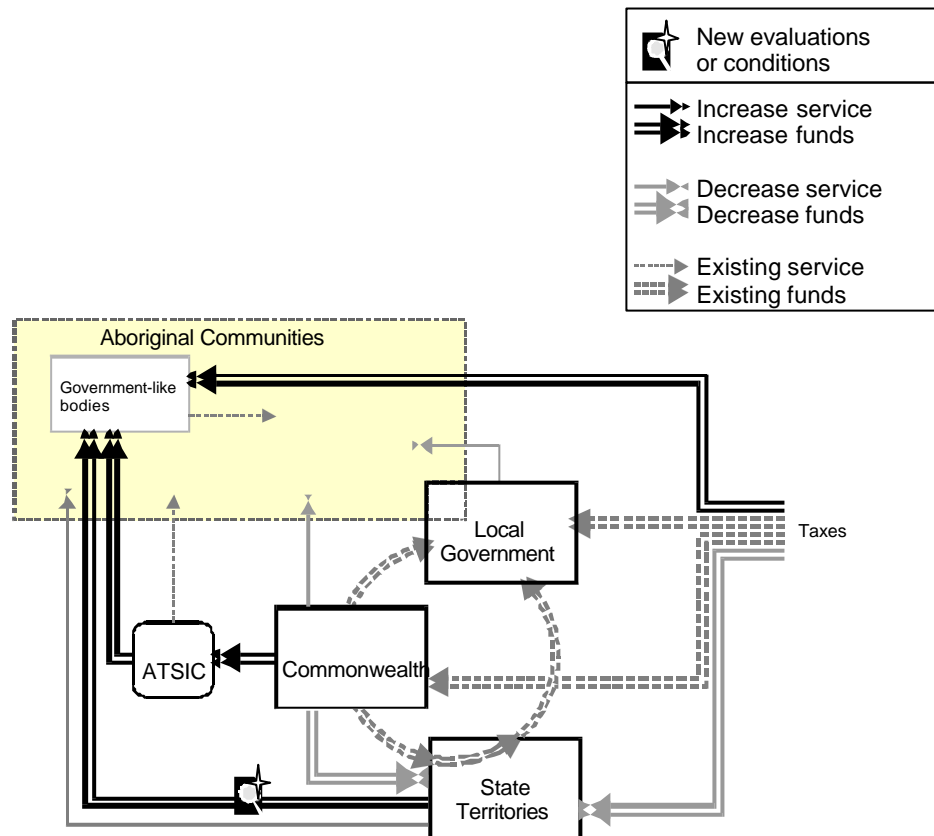 New evaluations
or conditions
Increase service
Increase funds
Decrease service
Decrease funds
Existing service
Existing funds
Aboriginal Communities
Government-like
bodies
Local
Government
Taxes
ATSIC
Commonwealth
State
Territories